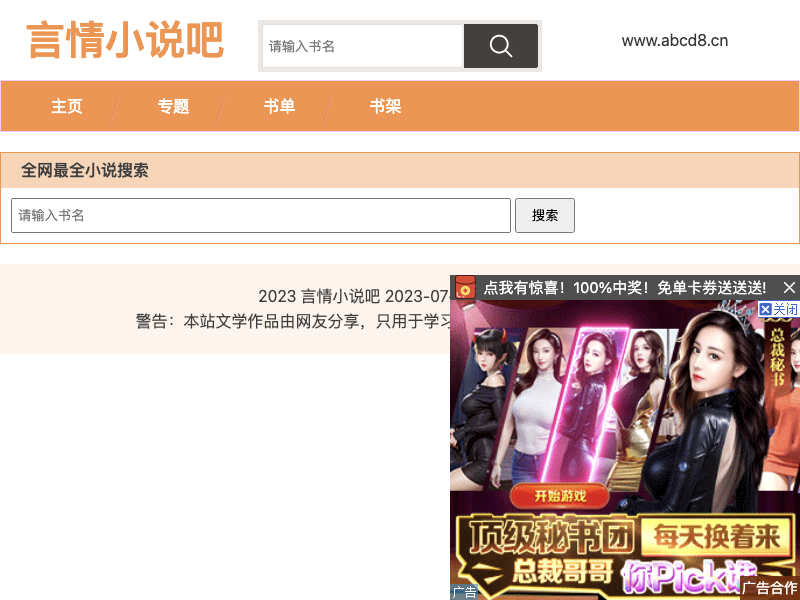 言情小说吧
请输入书名
www.abcd8.cn
主页
专题
书单
书架
全网最全小说搜索
请输入书名
搜索
2023 言情小说吧 2023-07-
警告：本站文学作品由网友分享，只用于学习
点我有惊喜！100%中奖！免单卡券送送送!
关闭
总裁秘书
开始游戏
顶级秘书团 每天换着来
总裁哥哥 你Pick谁
广告
广告合作